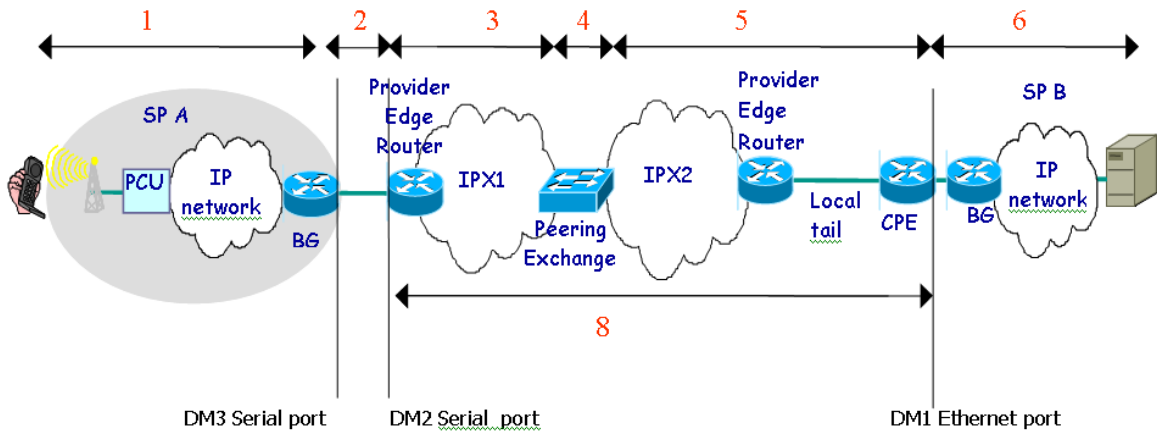 1
2
3
4
5
6
SP A
PCU
IP
network
BG
Provider
Edge
Router
IPX1
Peering
Exchange
IPX2
Provider
Edge
Router
Local
tail
CPE
BG
SP B
IP
network
8
DM3 Serial port
DM2 Serial port
DM1 Ethernet port